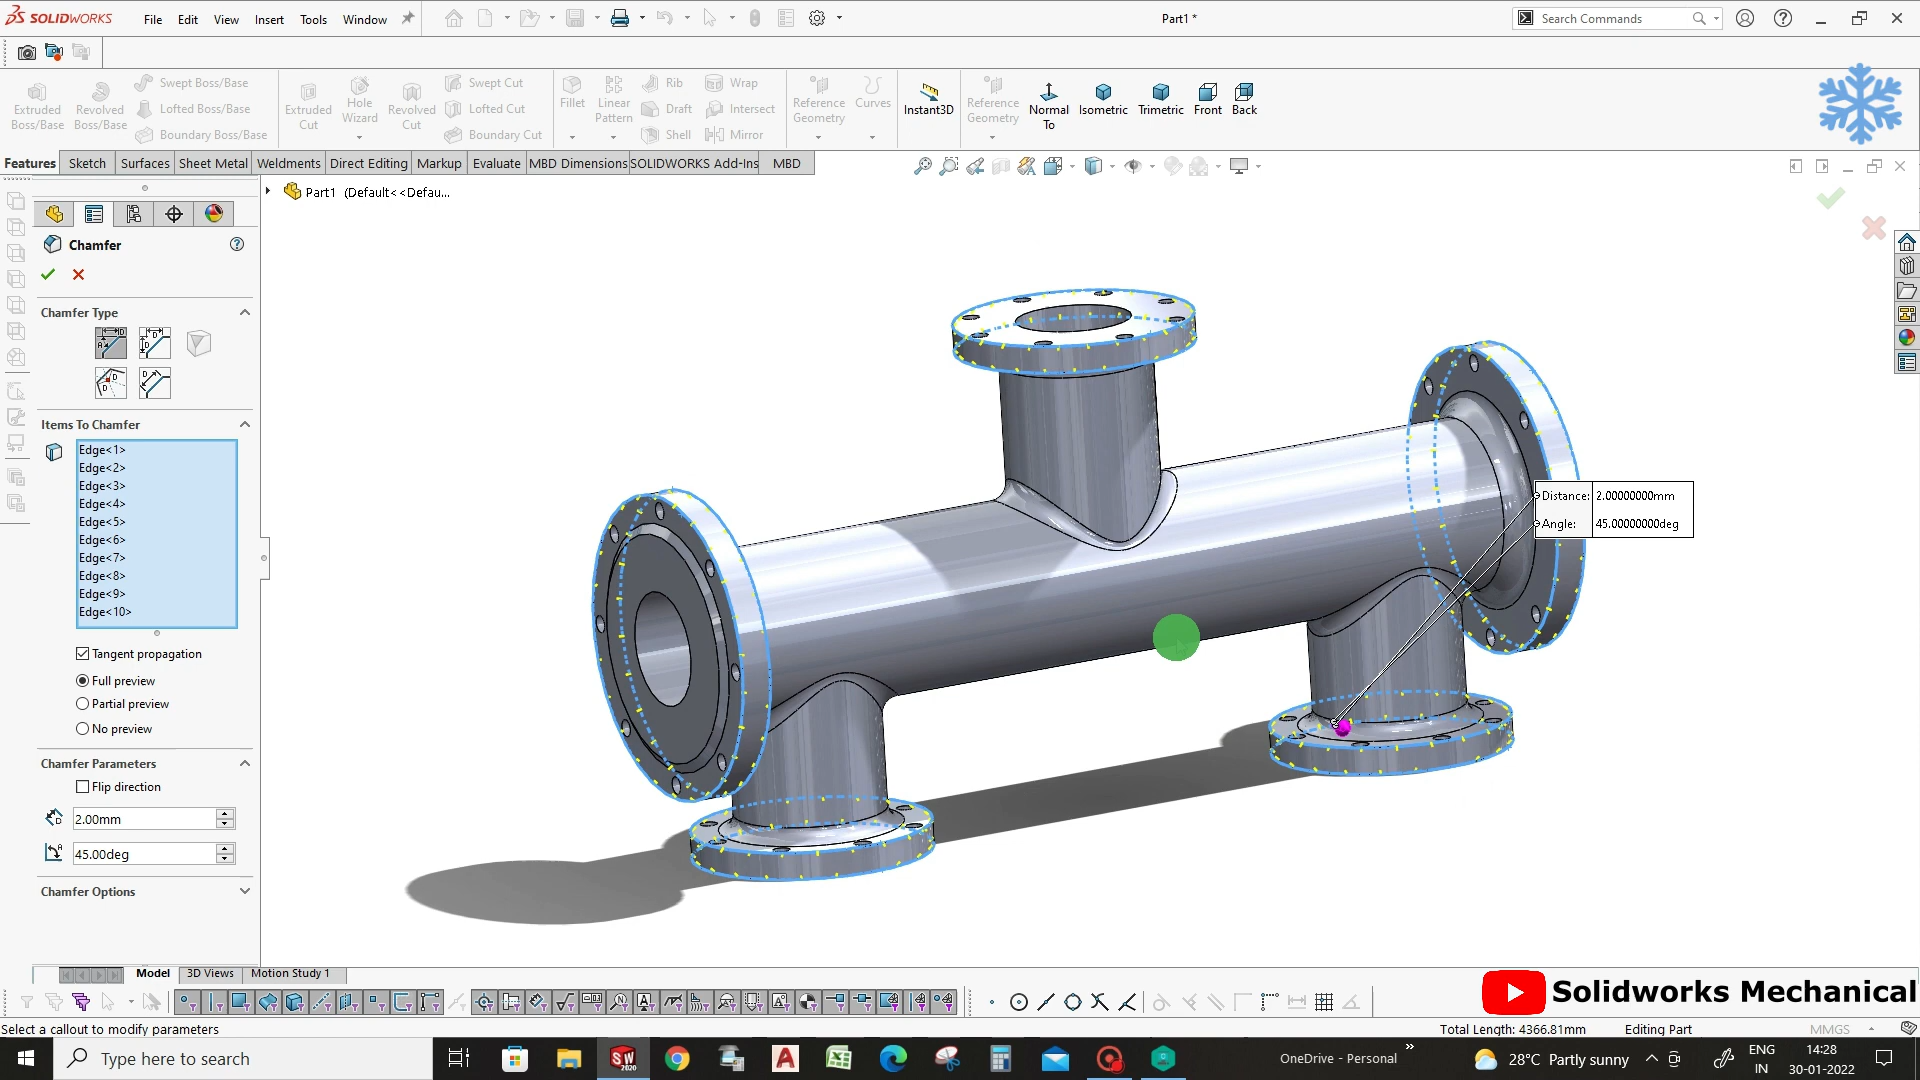 SOLIDWORKS
File
Edit
View
Insert
Tools
Window
Part1 *
Search Commands
Extruded Boss/Base
Revolved Boss/Base
Swept Boss/Base
Lofted Boss/Base
Boundary Boss/Base
Extruded Cut
Hole Wizard
Revolved Cut
Swept Cut
Lofted Cut
Boundary Cut
Fillet
Linear Pattern
Rib
Draft
Shell
Wrap
Intersect
Mirror
Reference Geometry
Curves
Instant3D
Reference Geometry
Normal To
Isometric
Trimetric
Front
Back
Features
Sketch
Surfaces
Sheet Metal
Weldments
Direct Editing
Markup
Evaluate
MBD Dimensions
SOLIDWORKS Add-Ins
MBD
Part1 (Default<<Defau...
Chamfer
Chamfer Type
Items To Chamfer
Edge<1>
Edge<2>
Edge<3>
Edge<4>
Edge<5>
Edge<6>
Edge<7>
Edge<8>
Edge<9>
Edge<10>
Tangent propagation
Full preview
Partial preview
No preview
Chamfer Parameters
Flip direction
2.00mm
45.00deg
Chamfer Options
Distance: 2.00000000mm
Angle: 45.00000000deg
Model
3D Views
Motion Study 1
Solidworks Mechanical
Select a callout to modify parameters
Total Length: 4366.81mm
Editing Part
MMGS
Type here to search
SW
2020
OneDrive - Personal
28°C Partly sunny
ENG
IN
14:28
30-01-2022